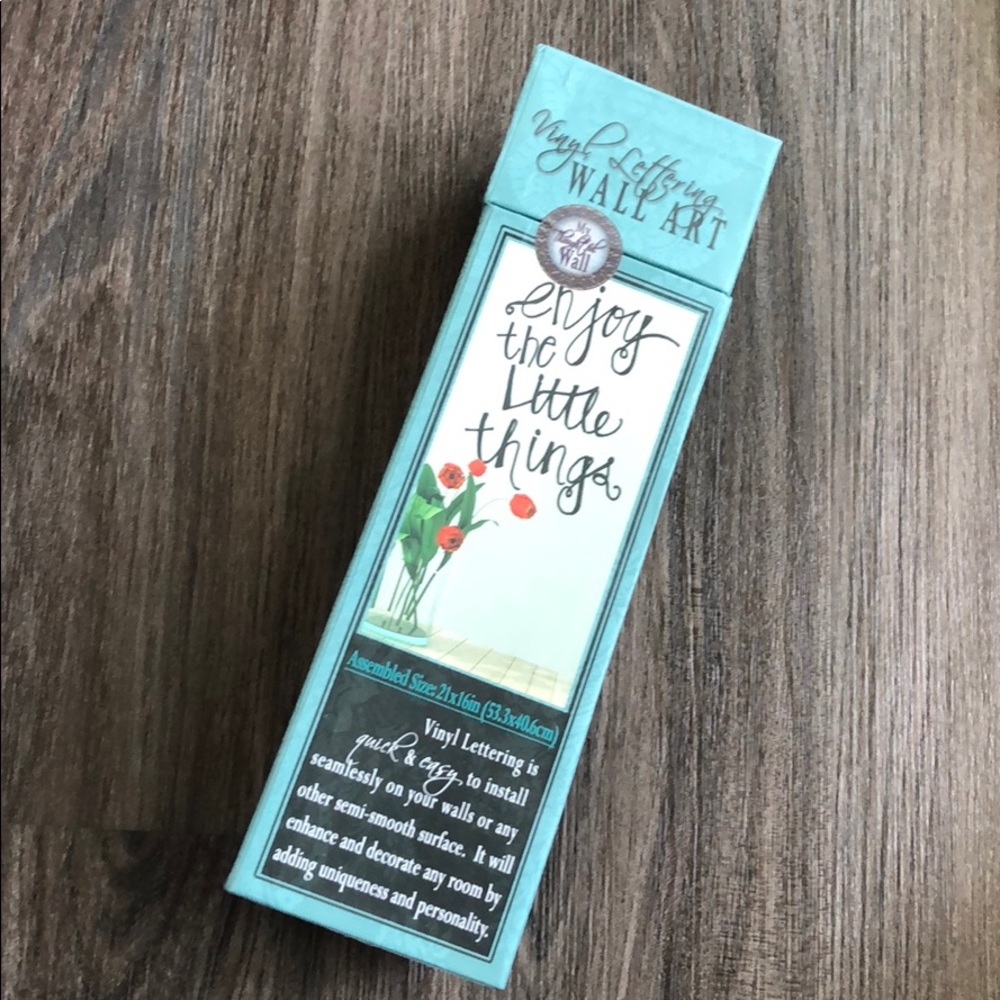 Vinyl Lettering
WALL ART
My
Wall
enjoy
the
Little
things
Assembled Size: 21x16in (53.3x40.6cm)
Vinyl Lettering is
quick & easy to install
seamlessly on your walls or any
other semi-smooth surface. It will
enhance and decorate any room by
adding uniqueness and personality.